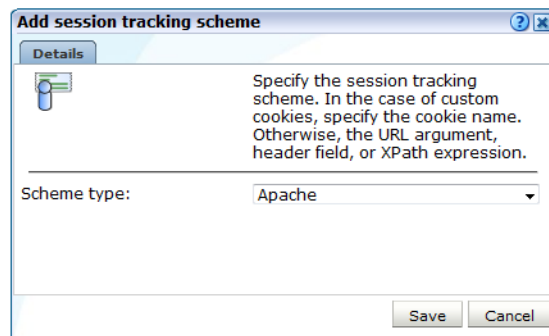 Add session tracking scheme
Details
Specify the session tracking
scheme. In the case of custom
cookies, specify the cookie name.
Otherwise, the URL argument,
header field, or XPath expression.
Scheme type: Apache
Save Cancel